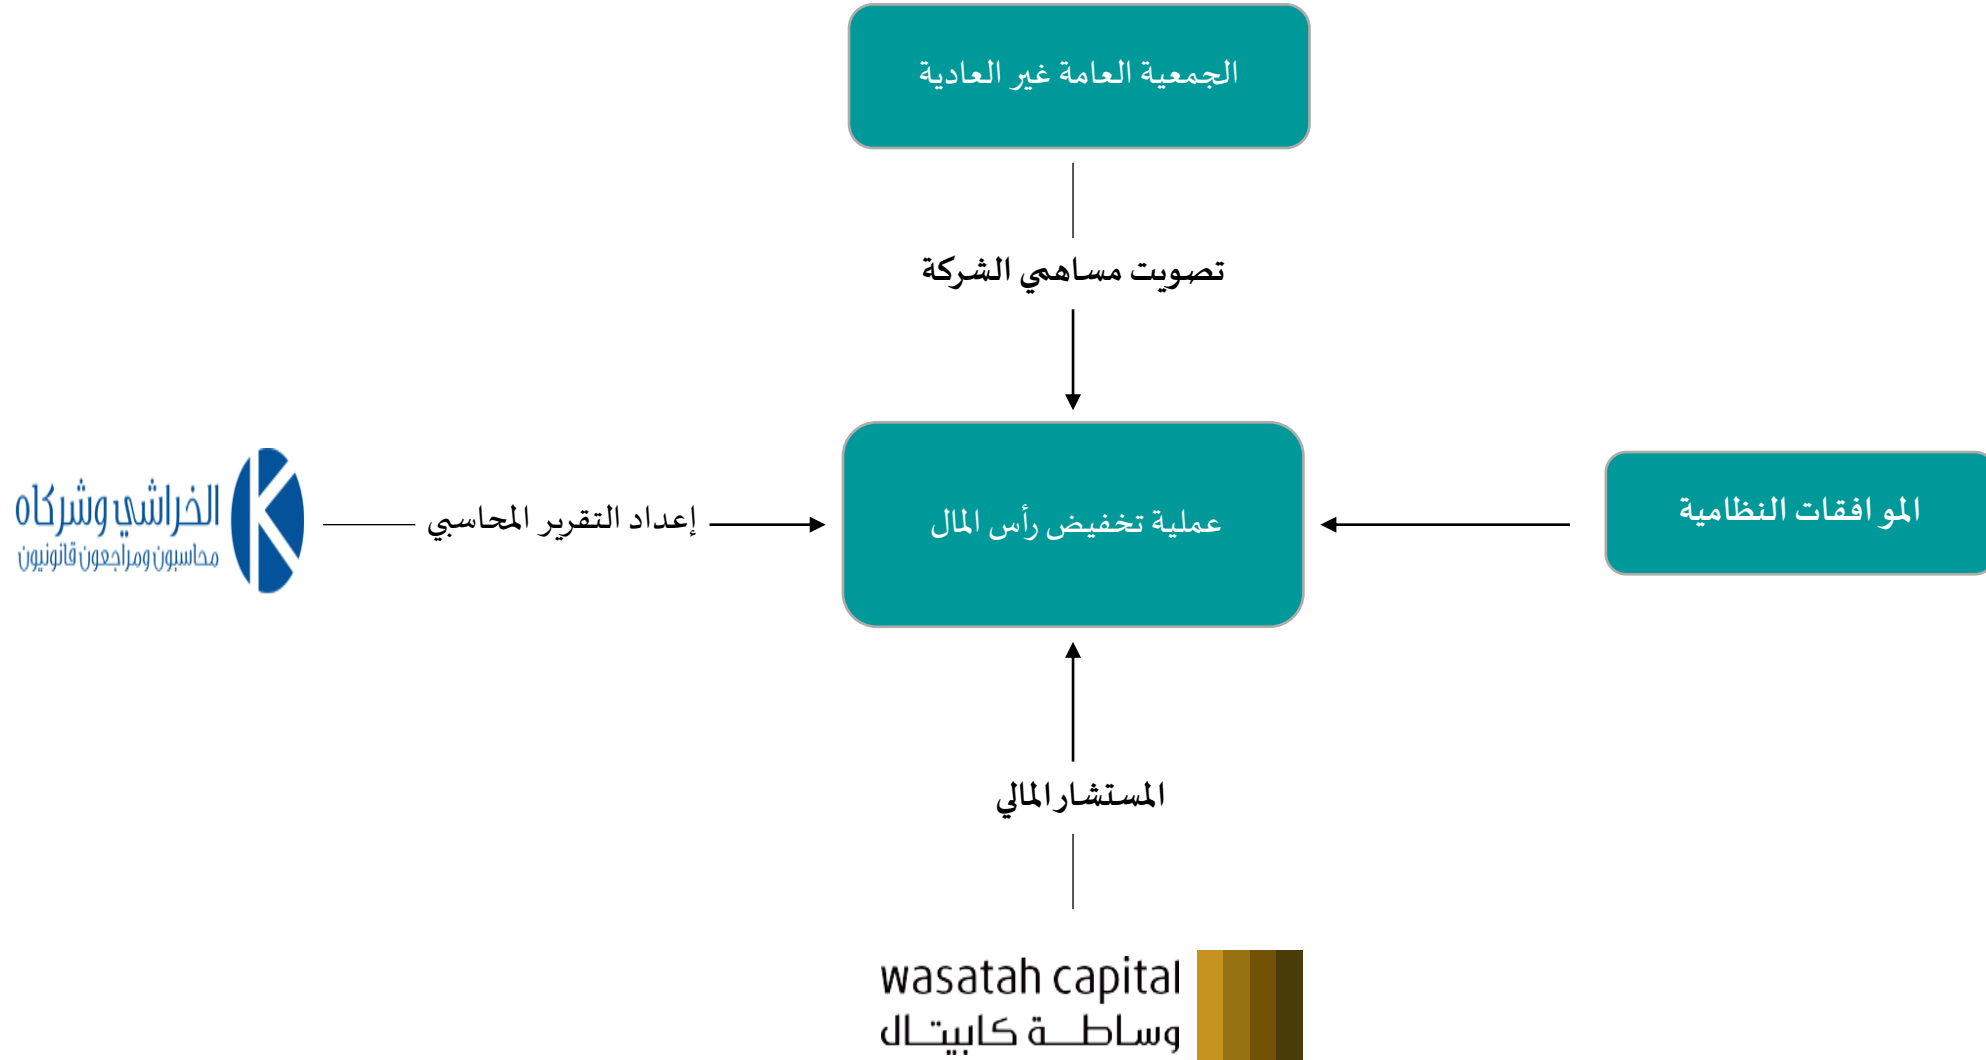 الجمعية العامة غير العادية
تصويت مساهمي الشركة
الموافقات النظامية
عملية تخفيض رأس المال
إعداد التقرير المحاسبي
الخراشي وشركاه
محاسبون ومراجعون قانونيون
المستشار المالي
wasatah capital
وساطة كابيتال